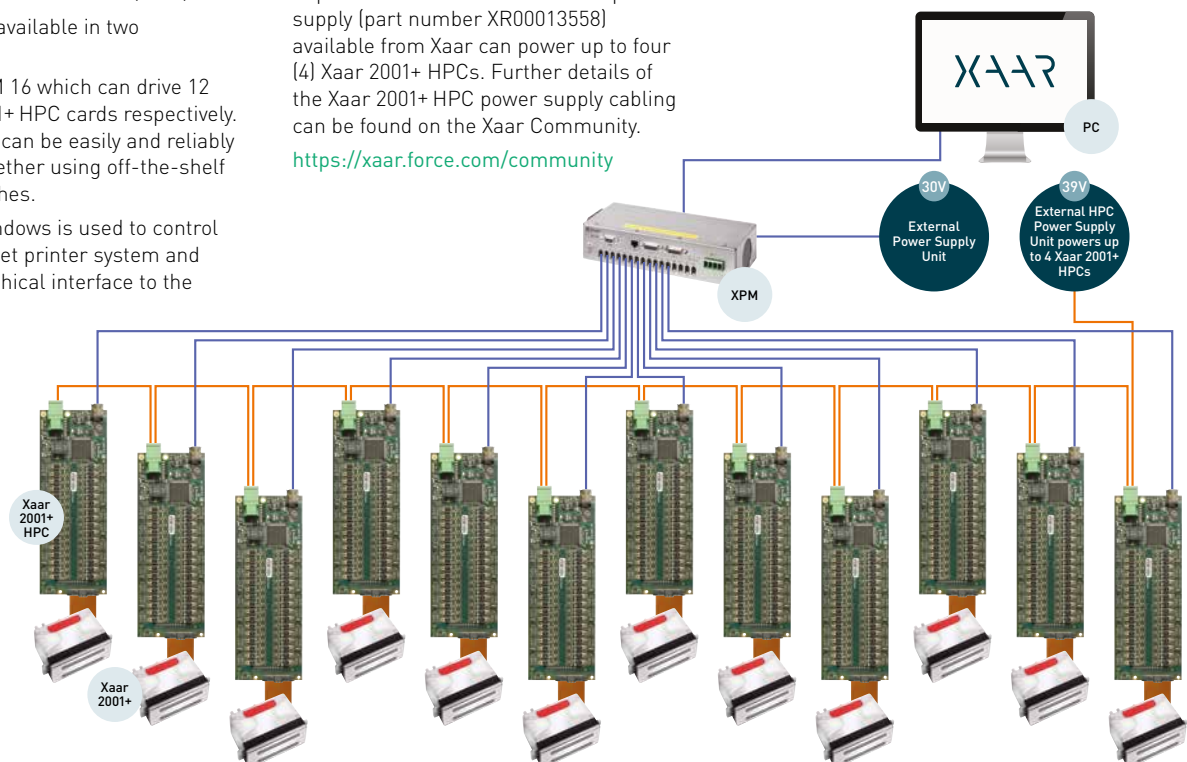 available in two
M 16 which can drive 12
1+ HPC cards respectively.
can be easily and reliably
ether using off-the-shelf
hes.
ndows is used to control
et printer system and
hical interface to the
supply (part number XR00013558)
available from Xaar can power up to four
(4) Xaar 2001+ HPCs. Further details of
the Xaar 2001+ HPC power supply cabling
can be found on the Xaar Community.
https://xaar.force.com/community
XAAR
PC
30V
External
Power Supply
Unit
39V
External HPC
Power Supply
Unit powers up
to 4 Xaar 2001+
HPCs
XPM
Xaar
2001+
HPC
Xaar
2001+